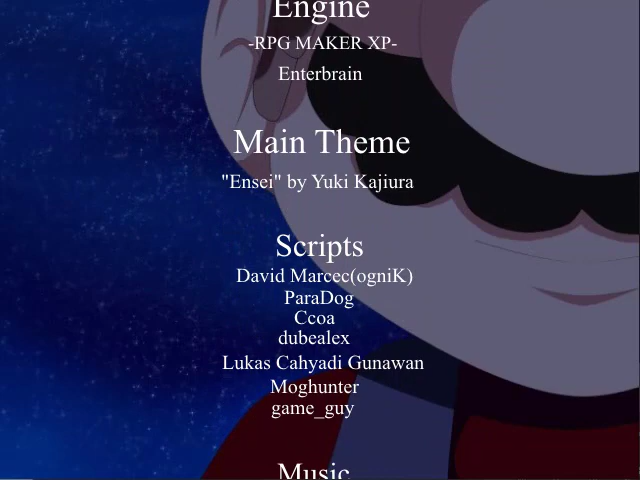 Engine
-RPG MAKER XP-
Enterbrain
Main Theme
"Ensei" by Yuki Kajiura
Scripts
David Marcec(ogniK)
ParaDog
Ccoa
dubealex
Lukas Cahyadi Gunawan
Moghunter
game_guy
Music